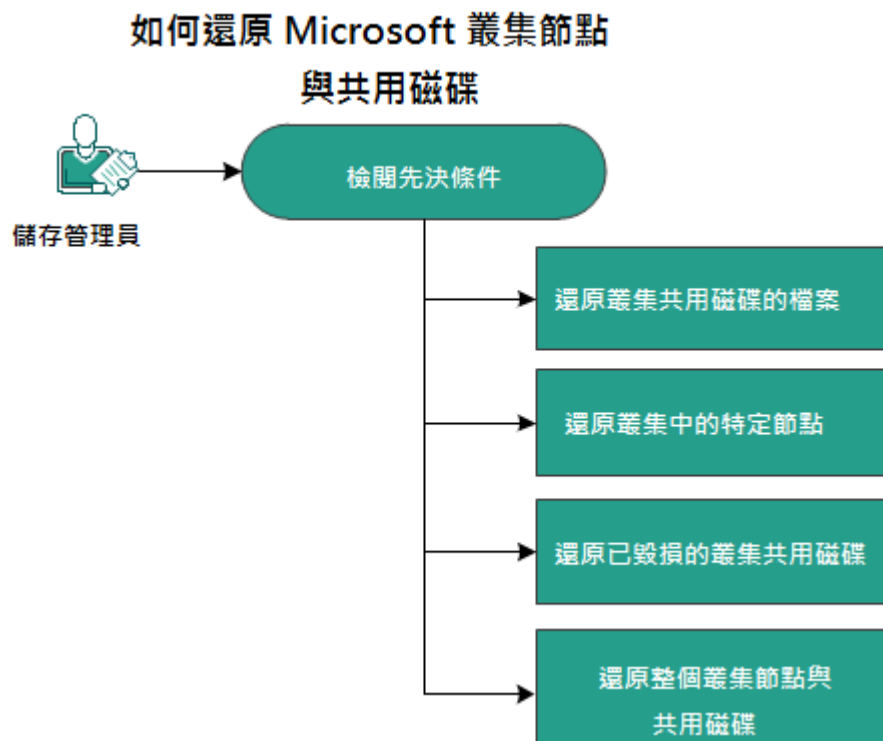 如何還原 Microsoft 叢集節點
與共用磁碟
檢閱先決條件
儲存管理員
還原叢集共用磁碟的檔案
還原叢集中的特定節點
還原已毀損的叢集共用磁碟
還原整個叢集節點與
共用磁碟